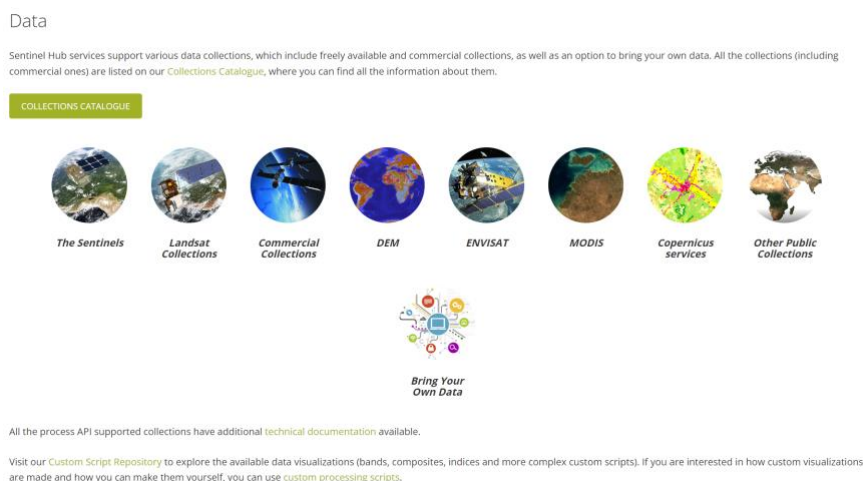 Data
Sentinel Hub services support various data collections, which include freely available and commercial collections, as well as an option to bring your own data. All the collections (including
commercial ones) are listed on our Collections Catalogue, where you can find all the information about them.
COLLECTIONS CATALOGUE
The Sentinels
Landsat
Collections
Commercial
Collections
DEM
ENVISAT
MODIS
Copernicus
services
Other Public
Collections
Bring Your
Own Data
All the process API supported collections have additional technical documentation available.
Visit our Custom Script Repository to explore the available data visualizations (bands, composites, indices and more complex custom scripts). If you are interested in how custom visualizations
are made and how you can make them yourself, you can use custom processing scripts.